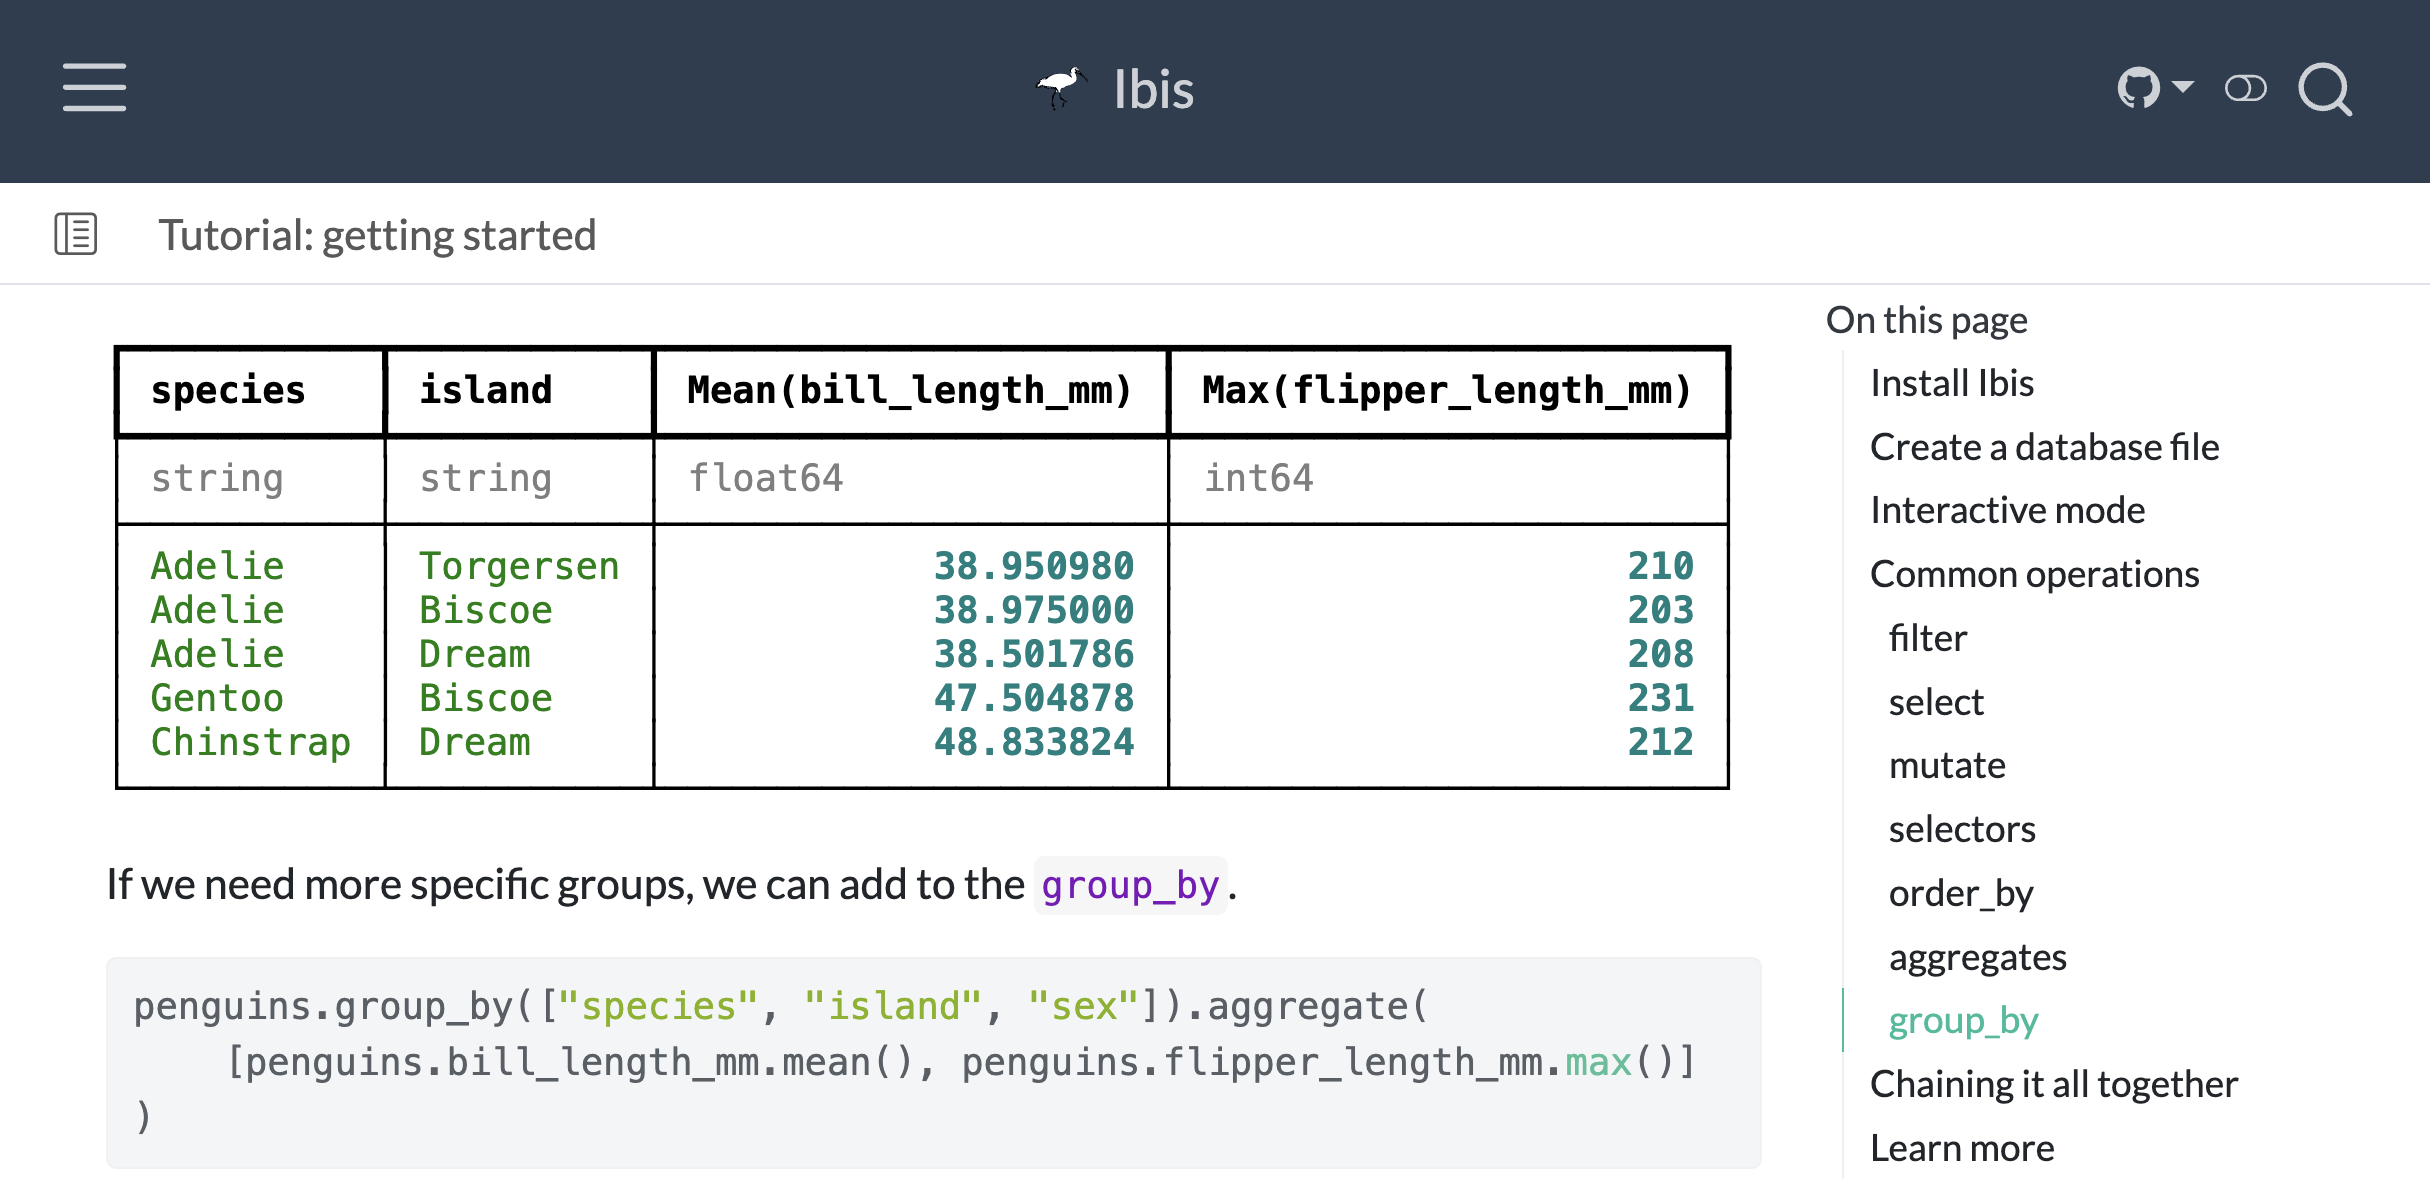 Ibis
Tutorial: getting started
species island Mean(bill_length_mm) Max(flipper_length_mm)
string string float64 int64
Adelie Torgersen 38.950980 210
Adelie Biscoe 38.975000 203
Adelie Dream 38.501786 208
Gentoo Biscoe 47.504878 231
Chinstrap Dream 48.833824 212
If we need more specific groups, we can add to the group_by.
penguins.group_by(["species", "island", "sex"]).aggregate(
    [penguins.bill_length_mm.mean(), penguins.flipper_length_mm.max()]
)
On this page
Install Ibis
Create a database file
Interactive mode
Common operations
filter
select
mutate
selectors
order_by
aggregates
group_by
Chaining it all together
Learn more